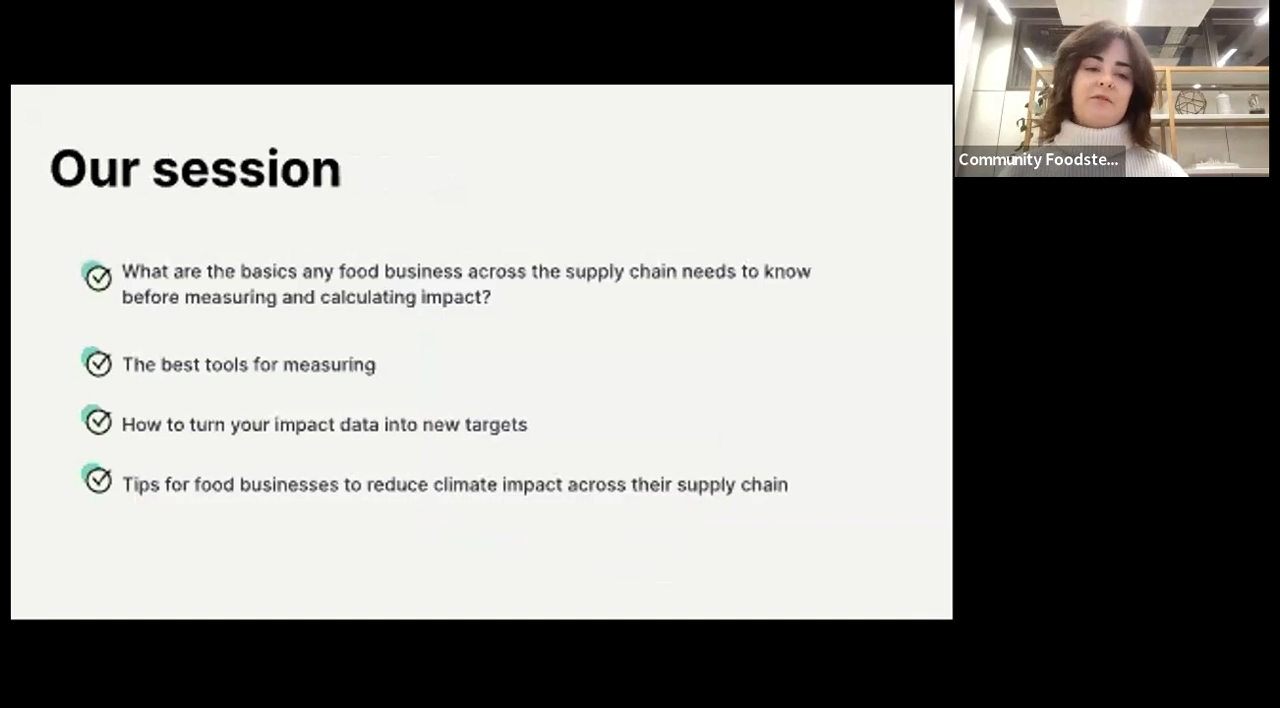 Our session
What are the basics any food business across the supply chain needs to know
before measuring and calculating impact?
The best tools for measuring
How to turn your impact data into new targets
Tips for food businesses to reduce climate impact across their supply chain
Community Foodste...